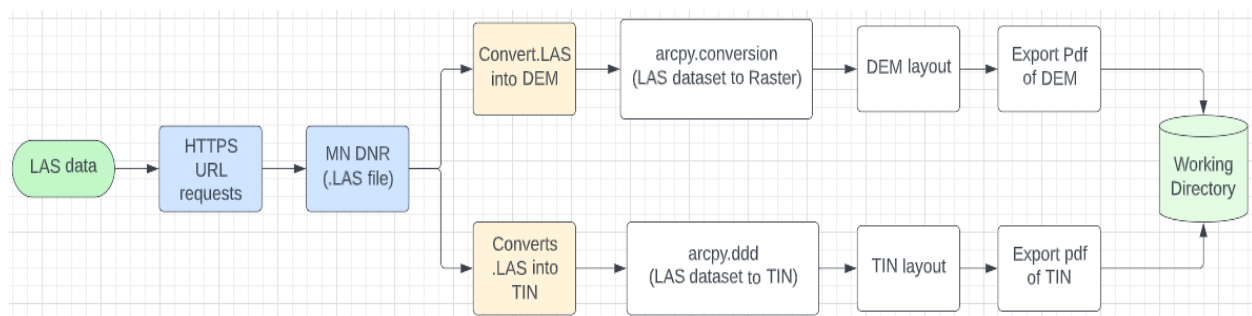 LAS data
HTTPS
URL
requests
MN DNR
(.LAS file)
Convert.LAS
into DEM
arcpy.conversion
(LAS dataset to Raster)
DEM layout
Export Pdf
of DEM
Converts
.LAS into
TIN
arcpy.ddd
(LAS dataset to TIN)
TIN layout
Export pdf
of TIN
Working
Directory